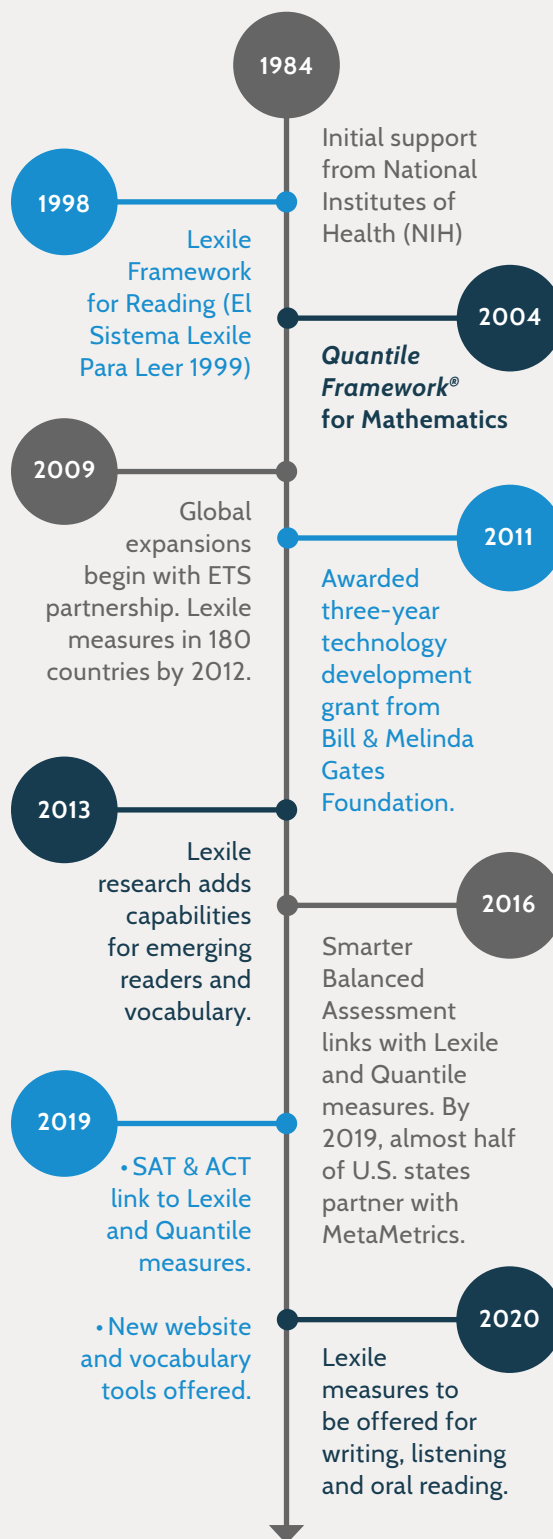 1984
Initial support
from National
Institutes of
Health (NIH)
1998
Lexile
Framework
for Reading (El
Sistema Lexile
Para Leer 1999)
2004
Quantile
Framework®
for Mathematics
2009
Global
expansions
begin with ETS
partnership. Lexile
measures in 180
countries by 2012.
2011
Awarded
three-year
technology
development
grant from
Bill & Melinda
Gates
Foundation.
2013
Lexile
research adds
capabilities
for emerging
readers and
vocabulary.
2016
Smarter
Balanced
Assessment
links with Lexile
and Quantile
measures. By
2019, almost half
of U.S. states
partner with
MetaMetrics.
2019
• SAT & ACT
link to Lexile
and Quantile
measures.
• New website
and vocabulary
tools offered.
2020
Lexile
measures to
be offered for
writing, listening
and oral reading.